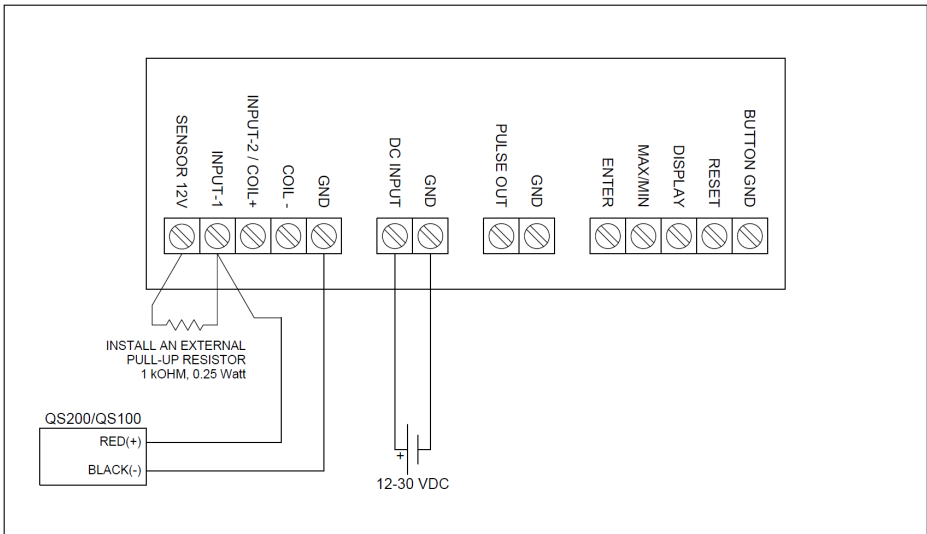 SENSOR 12V
INPUT-1
INPUT-2 / COIL+
COIL -
GND
DC INPUT
GND
PULSE OUT
GND
ENTER
MAX/MIN
DISPLAY
RESET
BUTTON GND
INSTALL AN EXTERNAL
PULL-UP RESISTOR
1 kOHM, 0.25 Watt
QS200/QS100
RED(+)
BLACK(-)
+
12-30 VDC